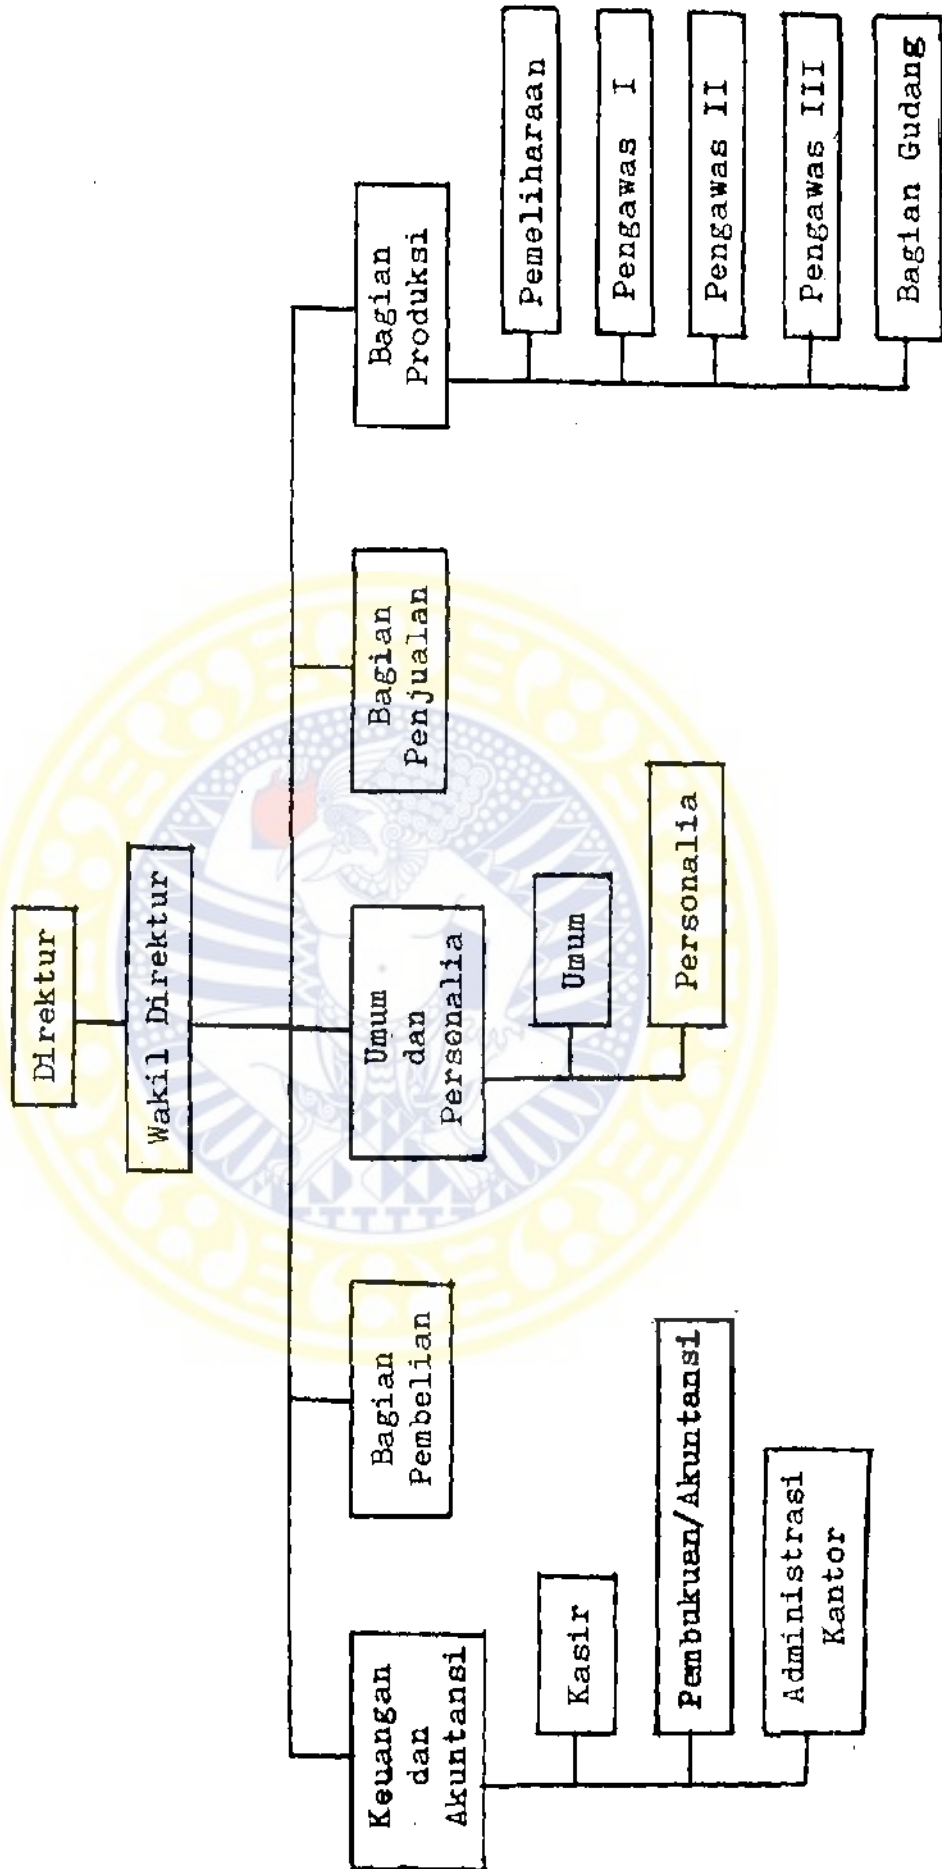 Direktur
Wakil Direktur
Keuangan
dan
Akuntansi
Bagian
Pembelian
Umum
dan
Personalia
Bagian
Penjualan
Bagian
Produksi
Kasir
Pembukuan/Akuntansi
Administrasi
Kantor
Umum
Personalia
Pemeliharaan
Pengawas I
Pengawas II
Pengawas III
Bagian Gudang